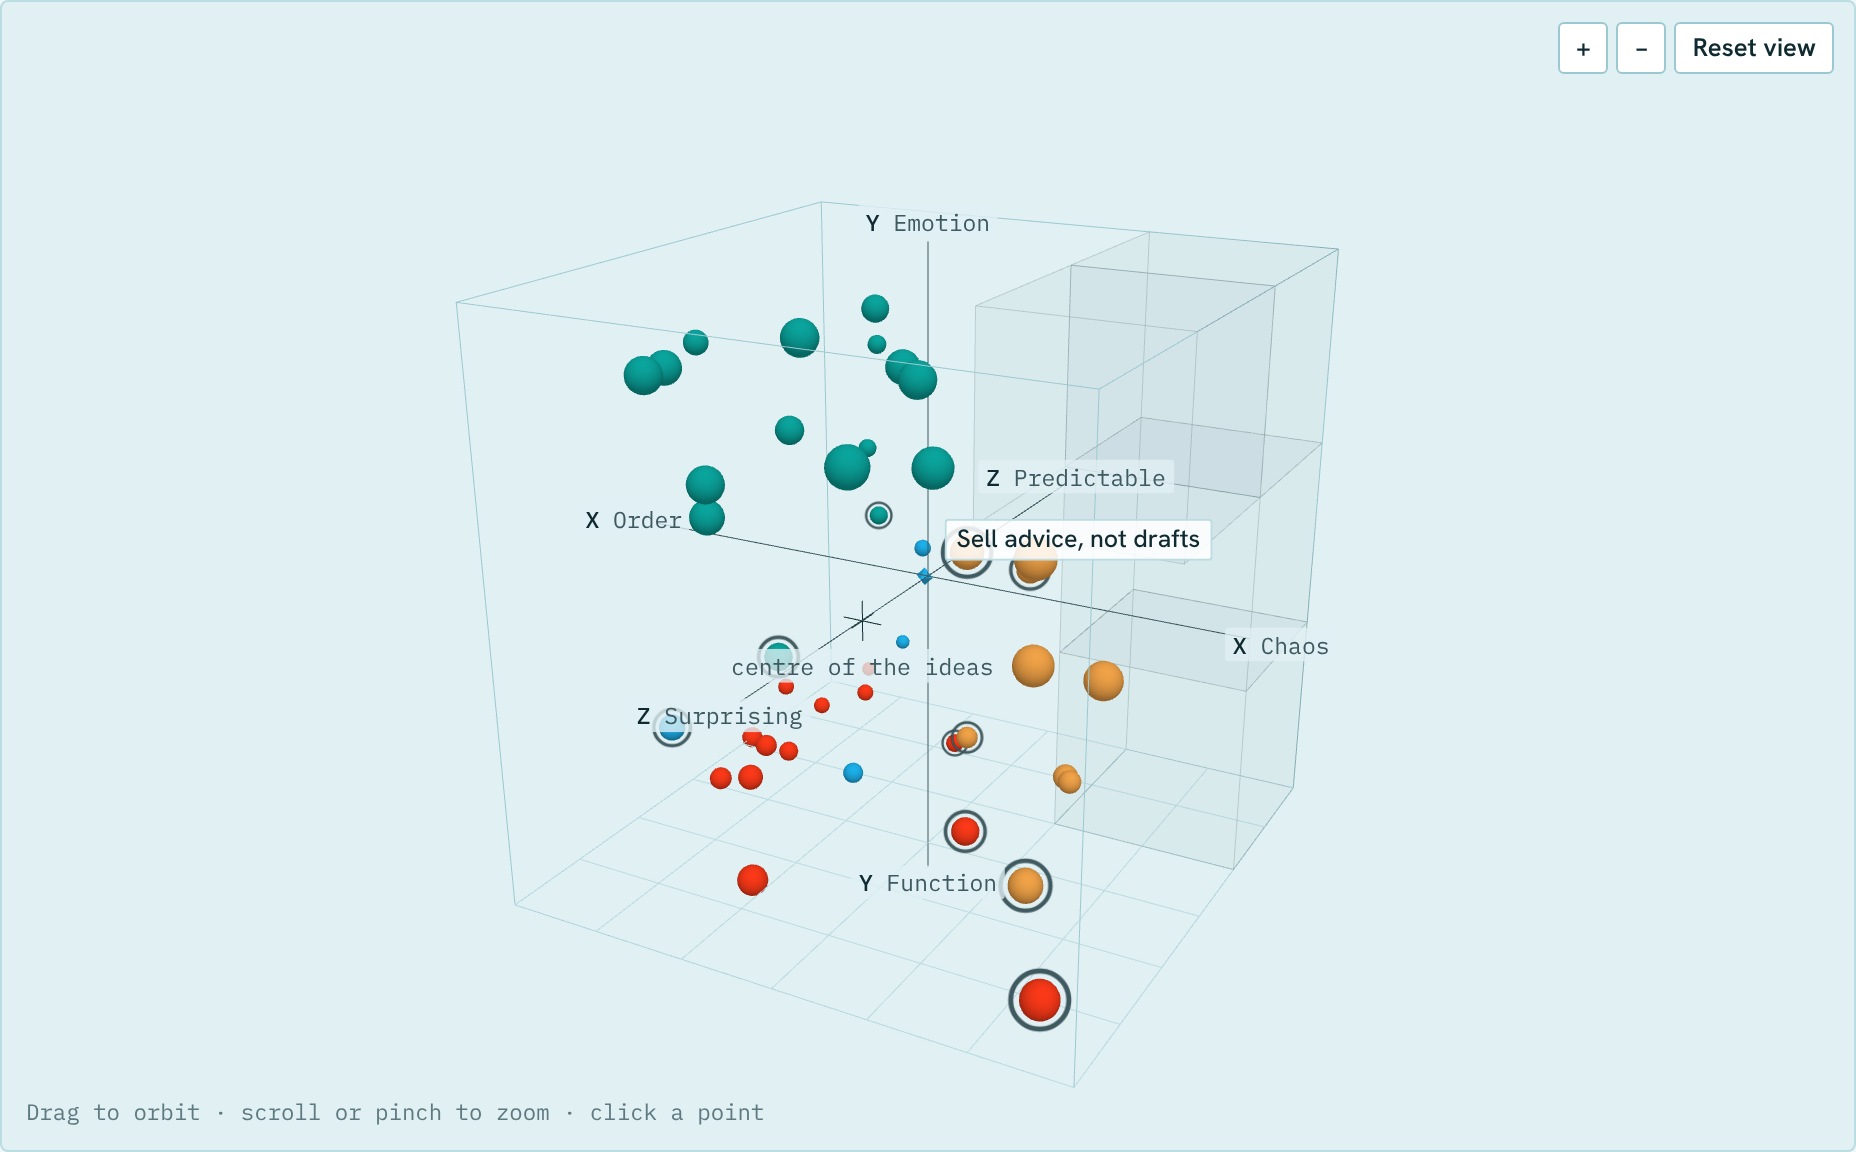 + - Reset view
Y Emotion
Z Predictable
X Order
Sell advice, not drafts
X Chaos
centre of the ideas
Z Surprising
Y Function
Drag to orbit · scroll or pinch to zoom · click a point